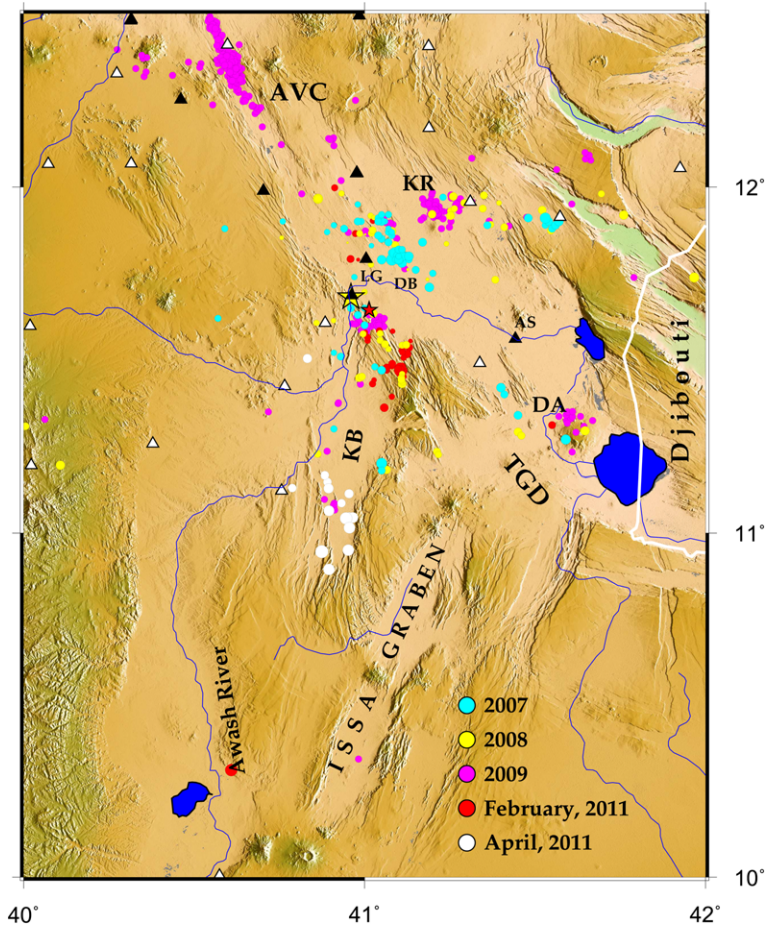 AVC
KR
12°
LG
DB
AS
Djibouti
DA
KB
TGD
11°
ISSA GRABEN
Awash River
2007
2008
2009
February, 2011
April, 2011
10°
40°
41°
42°